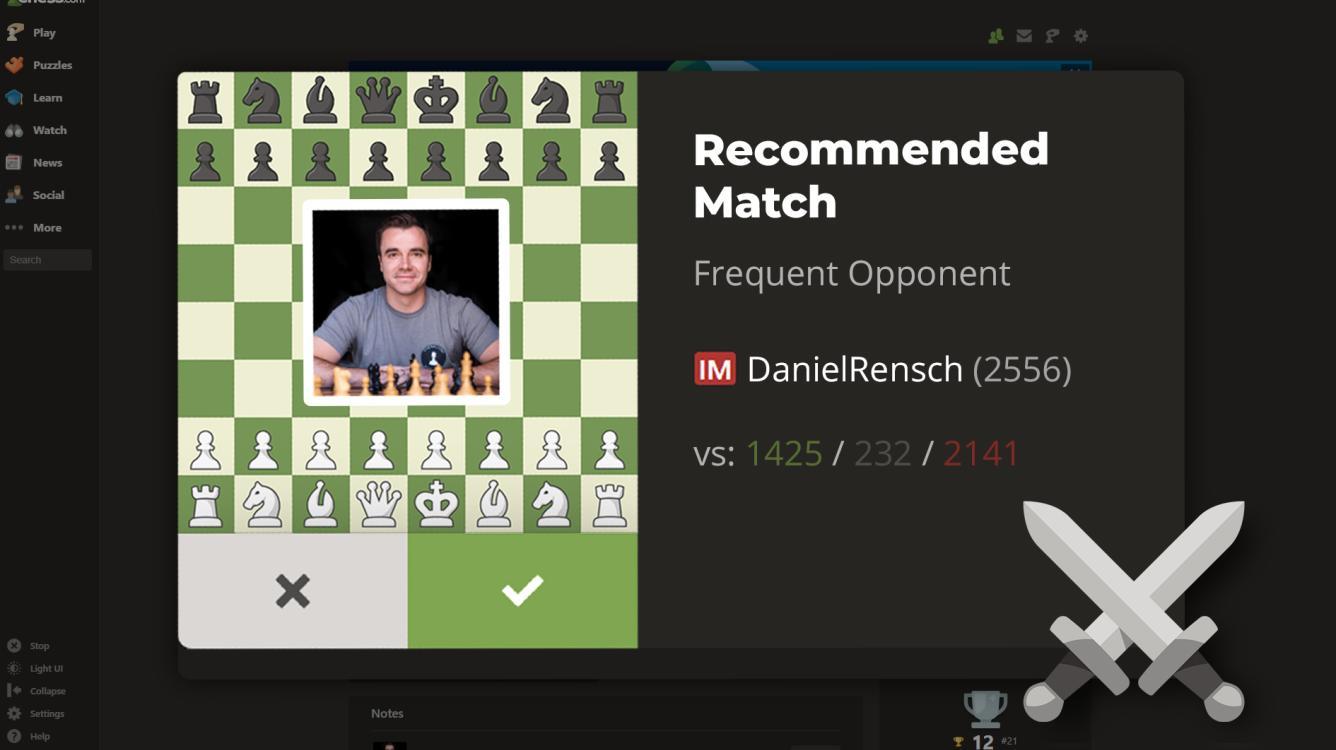 Play
Puzzles
Learn
Watch
News
Social
More
Search
Recommended
Match
Frequent Opponent
IM DanielRensch (2556)
vs: 1425 / 232 / 2141
Stop
Light UI
Collapse
Settings
Help
Notes
12 #21